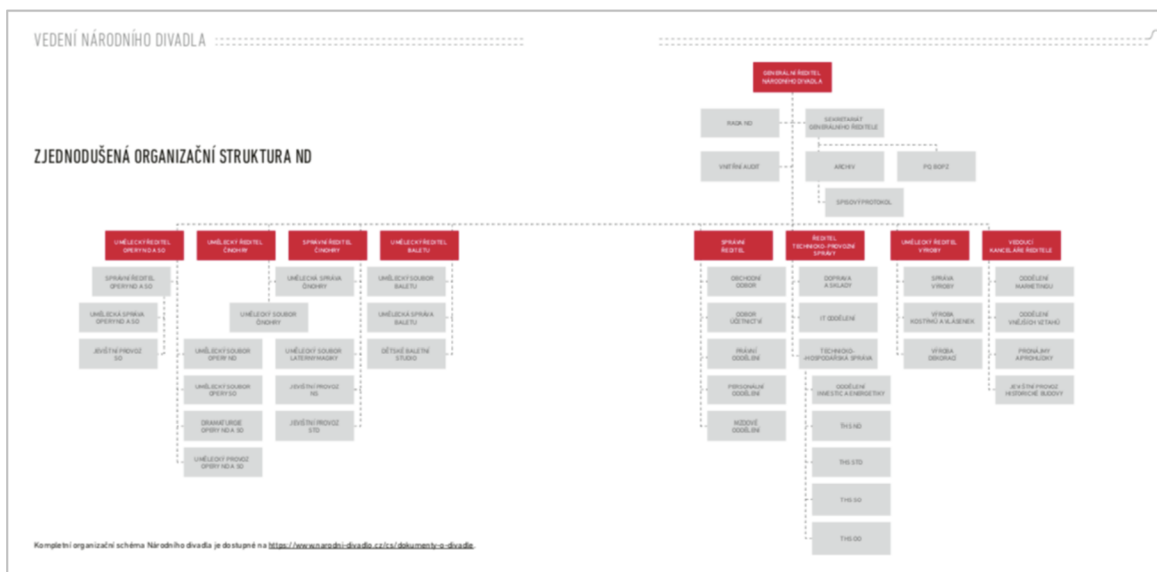 VEDENÍ NÁRODNÍHO DIVADLA
GENERÁLNÍ ŘEDITEL
NÁRODNÍHO DIVADLA
RADA ND
SEKRETARIÁT
GENERÁLNÍHO ŘEDITELE
ZJEDNODUŠENÁ ORGANIZAČNÍ STRUKTURA ND
VNITŘNÍ AUDIT
ARCHIV
PO, BOPZ
SPISOVÝ PROTOKOL
UMĚLECKÝ ŘEDITEL
OPERY ND A SO
UMĚLECKÝ ŘEDITEL
ČINOHRY
SPRÁVNÍ ŘEDITEL
ČINOHRY
UMĚLECKÝ ŘEDITEL
BALETU
SPRÁVNÍ
ŘEDITEL
ŘEDITEL
TECHNICKO-PROVOZNÍ
SPRÁVY
UMĚLECKÝ ŘEDITEL
VÝROBY
VEDOUCÍ
KANCELÁŘE ŘEDITELE
SPRÁVNÍ ŘEDITEL
OPERY ND A SO
UMĚLECKÁ SPRÁVA
ČINOHRY
UMĚLECKÝ SOUBOR
BALETU
OBCHODNÍ
ODBOR
DOPRAVA
A SKLADY
SPRÁVA
VÝROBY
ODDĚLENÍ
MARKETINGU
UMĚLECKÁ SPRÁVA
OPERY ND A SO
UMĚLECKÝ SOUBOR
ČINOHRY
UMĚLECKÁ SPRÁVA
BALETU
ODBOR
ÚČETNICTVÍ
IT ODDĚLENÍ
VÝROBA
KOSTÝMŮ A VLÁSENEK
ODDĚLENÍ
VNĚJŠÍCH VZTAHŮ
JEVIŠTNÍ PROVOZ
SO
UMĚLECKÝ SOUBOR
OPERY ND
UMĚLECKÝ SOUBOR
LATERNY MAGIKY
DĚTSKÉ BALETNÍ
STUDIO
PRÁVNÍ
ODDĚLENÍ
TECHNICKO-
-HOSPODÁŘSKÁ SPRÁVA
VÝROBA
DEKORACÍ
PRONÁJMY
A PROHLÍDKY
UMĚLECKÝ SOUBOR
OPERY SO
JEVIŠTNÍ PROVOZ
NS
PERSONÁLNÍ
ODDĚLENÍ
ODDĚLENÍ
INVESTIC A ENERGETIKY
JEVIŠTNÍ PROVOZ
HISTORICKÉ BUDOVY
DRAMATURGIE
OPERY ND A SO
JEVIŠTNÍ PROVOZ
STD
MZDOVÉ
ODDĚLENÍ
THS ND
UMĚLECKÝ PROVOZ
OPERY ND A SO
THS STD
THS SO
THS DO
Kompletní organizační schéma Národního divadla je dostupné na https://www.narodni-divadlo.cz/cs/dokumenty-o-divadle.